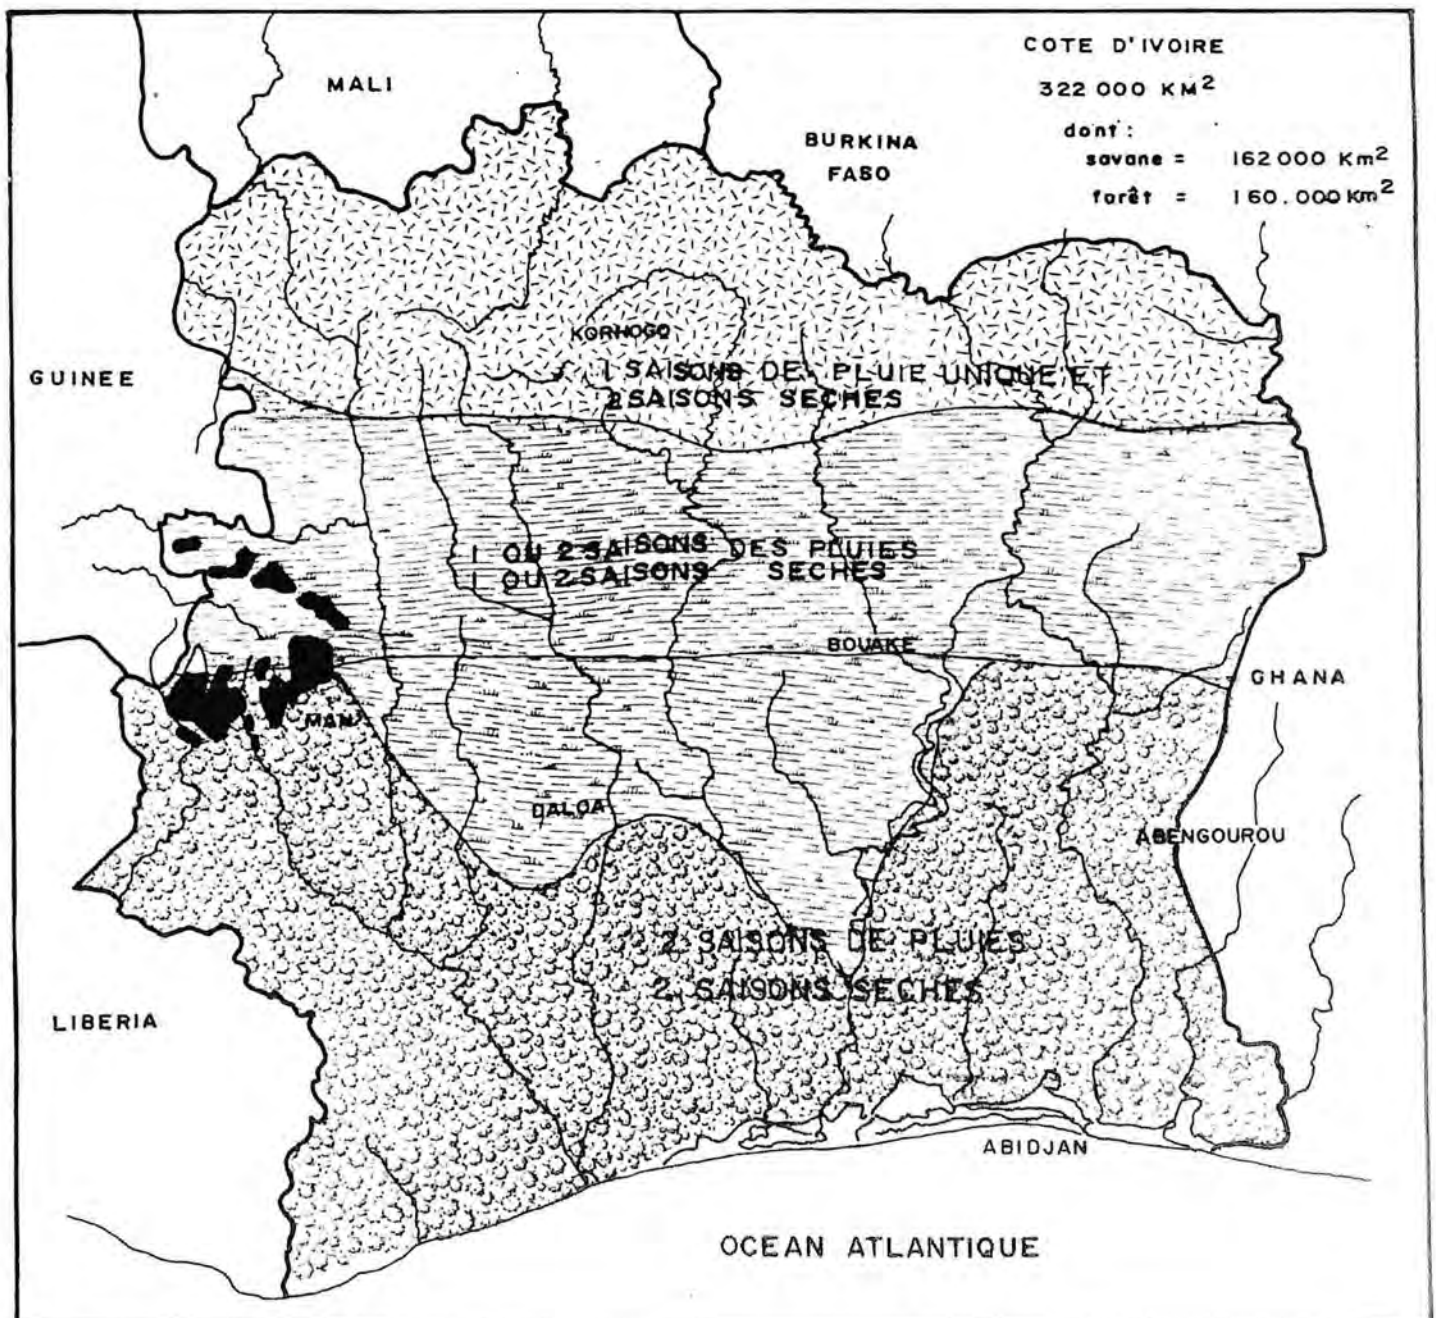 COTE D'IVOIRE
322 000 KM²
dont :
savane = 162 000 Km²
forêt = 160.000 Km²
MALI
BURKINA
FASO
GUINEE
KORHOGO
1 SAISONS DE PLUIE UNIQUE ET
2 SAISONS SECHES
1 OU 2 SAISONS DES PLUIES
1 OU 2 SAISONS SECHES
BOUAKE
GHANA
MAN
DALOA
ABENGOUROU
2 SAISONS DE PLUIES
2 SAISONS SECHES
LIBERIA
ABIDJAN
OCEAN ATLANTIQUE